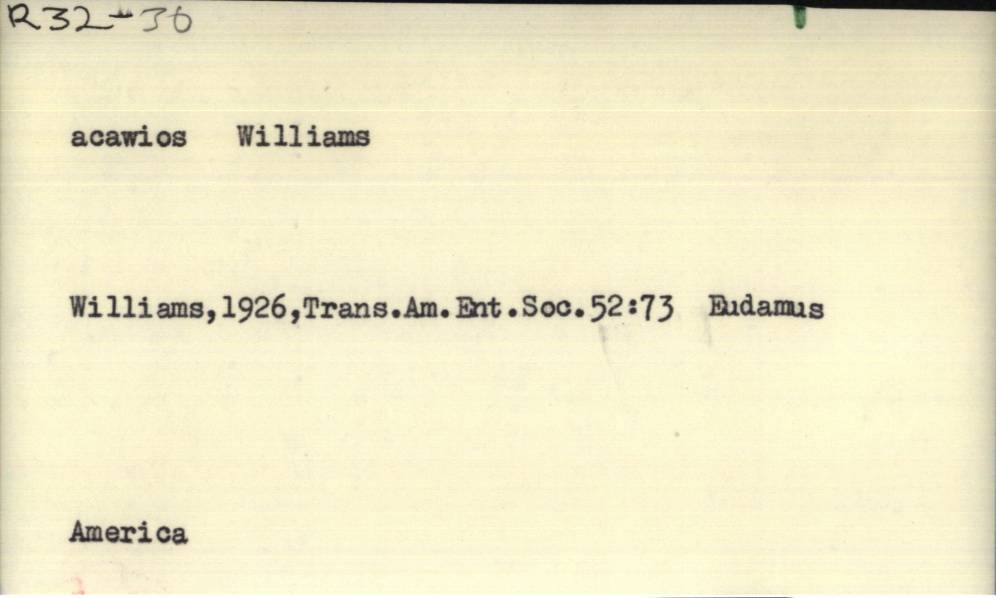 R32-36
acawios Williams
Williams,1926,Trans.Am.Ent.Soc.52:73 Eudamus
America